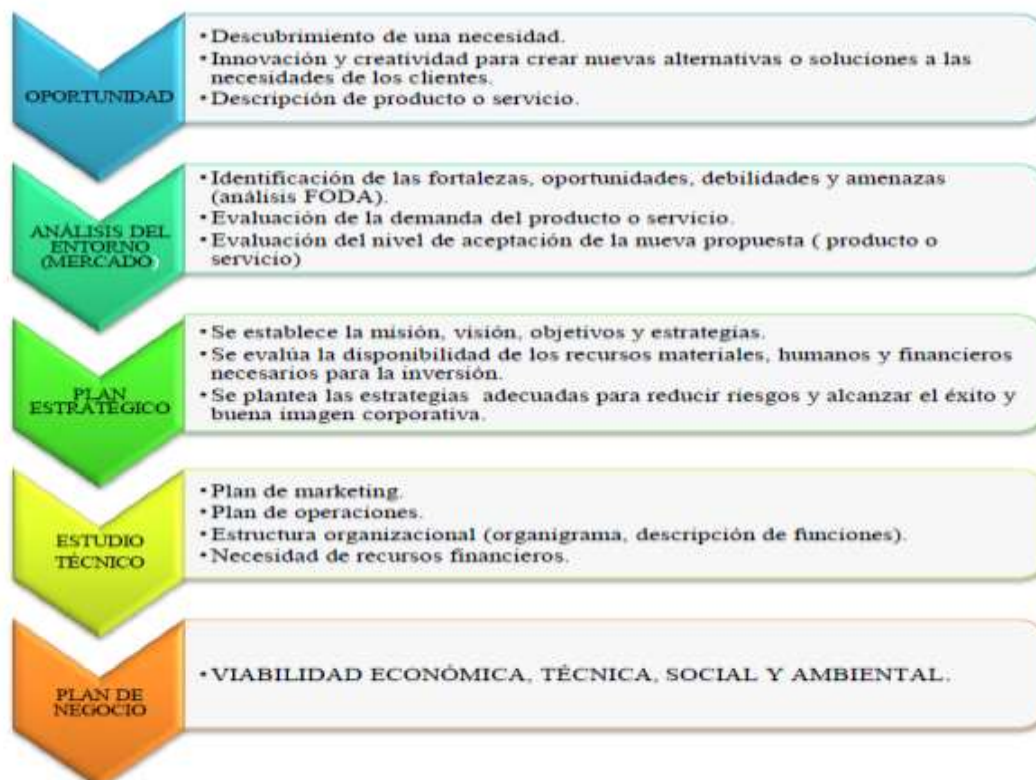 OPORTUNIDAD
• Descubrimiento de una necesidad.
• Innovación y creatividad para crear nuevas alternativas o soluciones a las
necesidades de los clientes.
• Descripción de producto o servicio.
ANÁLISIS DEL
ENTORNO
(MERCADO)
• Identificación de las fortalezas, oportunidades, debilidades y amenazas
(análisis FODA).
• Evaluación de la demanda del producto o servicio.
• Evaluación del nivel de aceptación de la nueva propuesta ( producto o
servicio)
PLAN
ESTRATÉGICO
• Se establece la misión, visión, objetivos y estrategias.
• Se evalúa la disponibilidad de los recursos materiales, humanos y financieros
necesarios para la inversión.
• Se plantea las estrategias adecuadas para reducir riesgos y alcanzar el éxito y
buena imagen corporativa.
ESTUDIO
TÉCNICO
• Plan de marketing.
• Plan de operaciones.
• Estructura organizacional (organigrama, descripción de funciones).
• Necesidad de recursos financieros.
PLAN DE
NEGOCIO
• VIABILIDAD ECONÓMICA, TÉCNICA, SOCIAL Y AMBIENTAL.